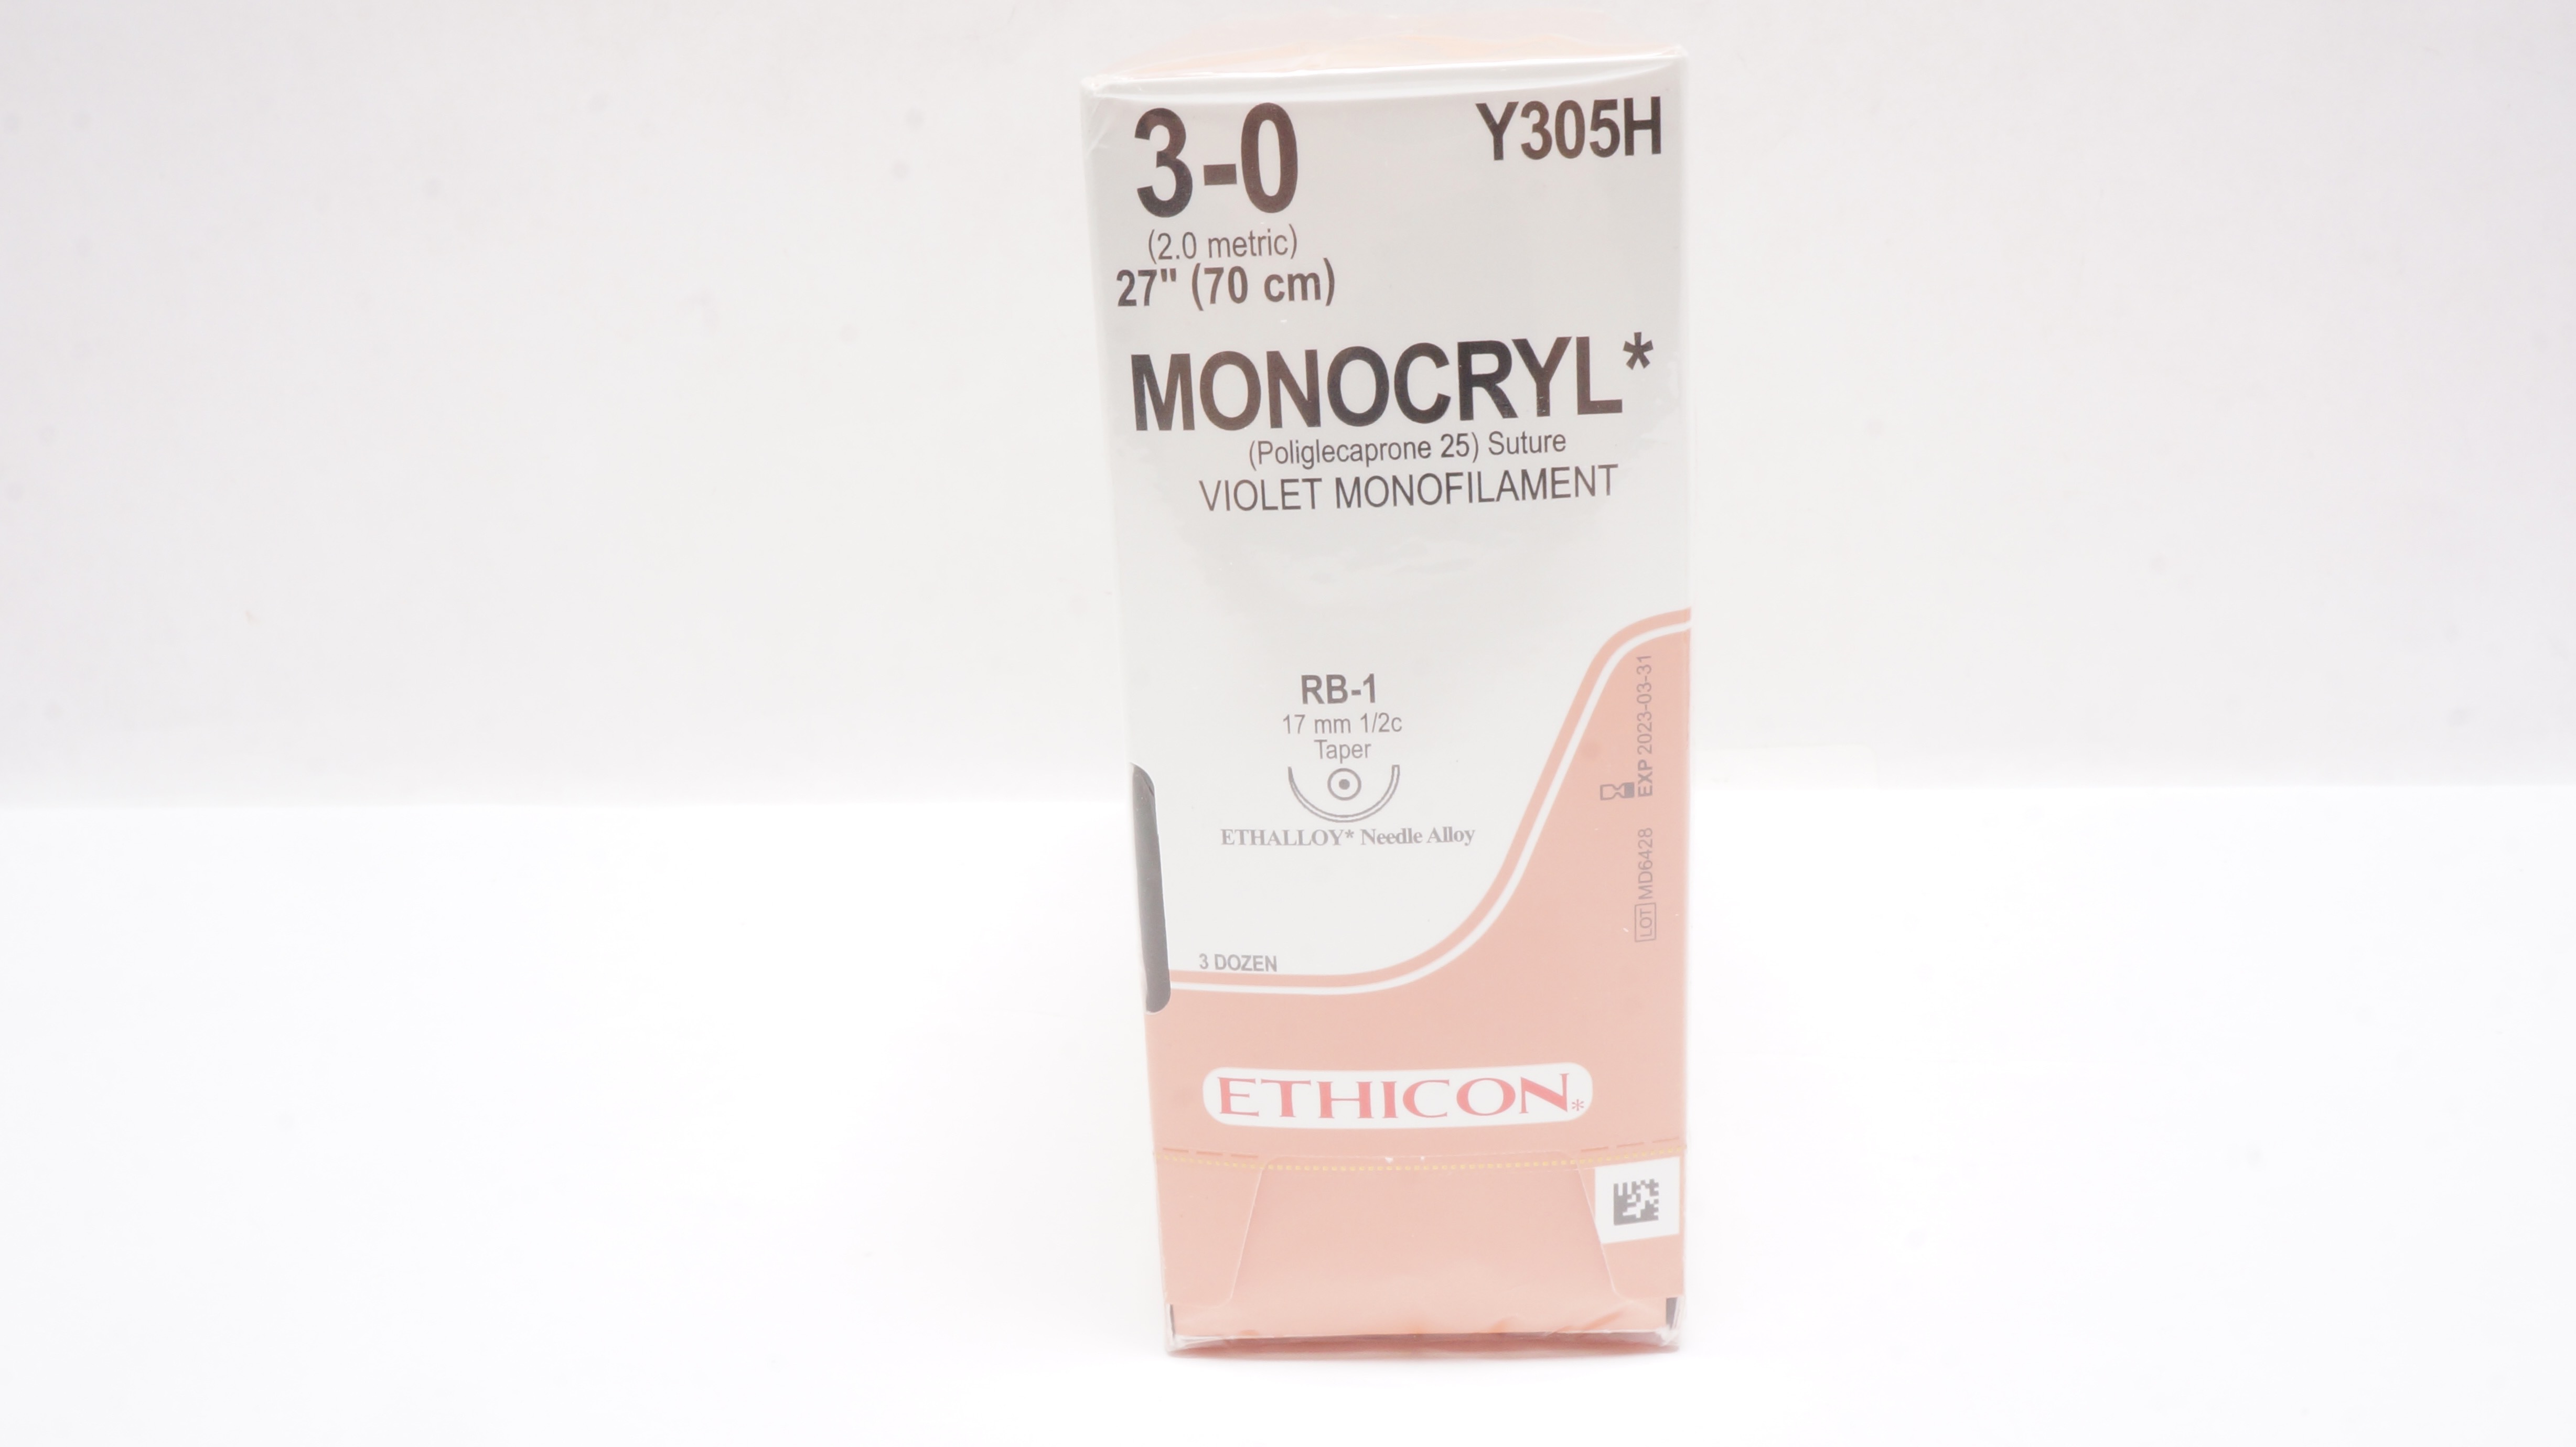 3-0
Y305H
(2.0 metric)
27" (70 cm)
MONOCRYL*
(Poliglecaprone 25) Suture
VIOLET MONOFILAMENT
RB-1
17 mm 1/2c
Taper
ETHALLOY* Needle Alloy
3 DOZEN
LOT MD6428 EXP 2023-03-31
ETHICON*